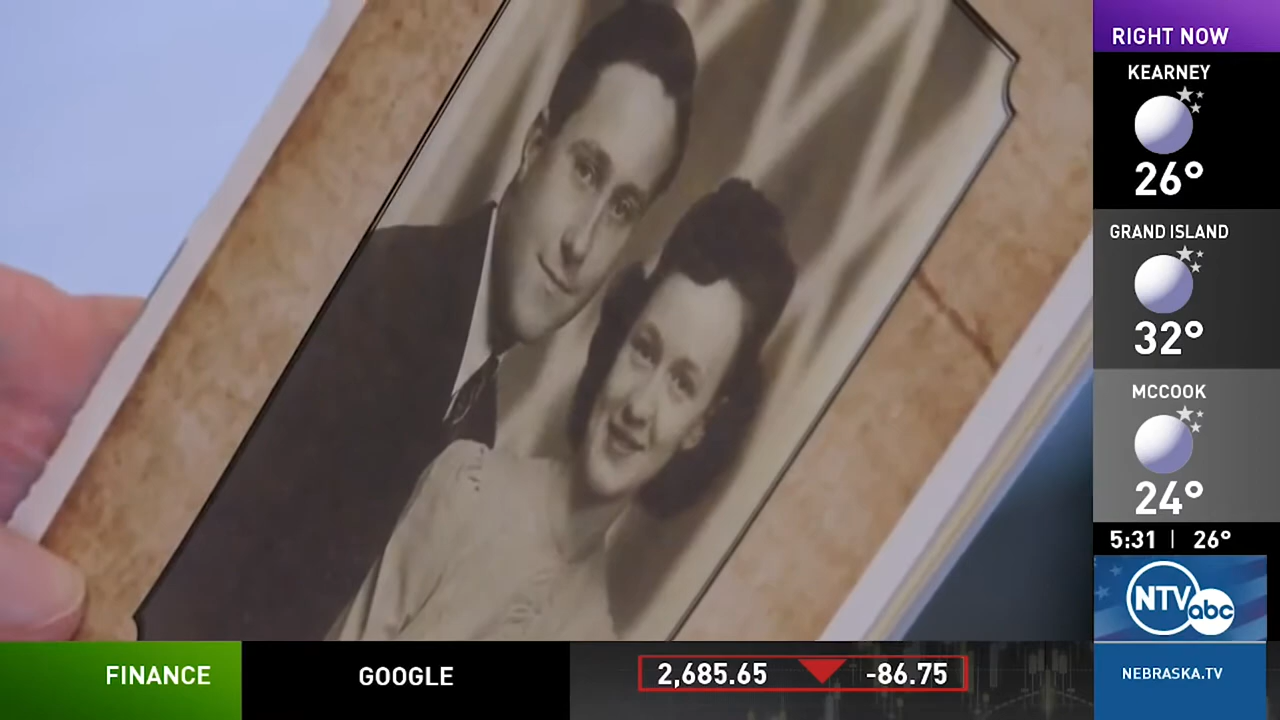 RIGHT NOW
KEARNEY
26°
GRAND ISLAND
32°
MCCOOK
24°
5:31 | 26°
NTV abc
NEBRASKA.TV
FINANCE GOOGLE 2,685.65 -86.75